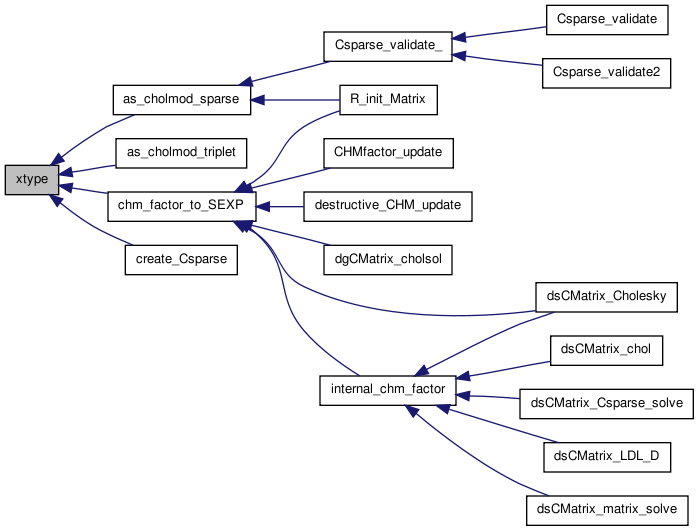 Csparse_validate
Csparse_validate_
Csparse_validate2
as_cholmod_sparse
R_init_Matrix
as_cholmod_triplet
CHMfactor_update
xtype
chm_factor_to_SEXP
destructive_CHM_update
create_Csparse
dgCMatrix_cholsol
dsCMatrix_Cholesky
dsCMatrix_chol
internal_chm_factor
dsCMatrix_Csparse_solve
dsCMatrix_LDL_D
dsCMatrix_matrix_solve